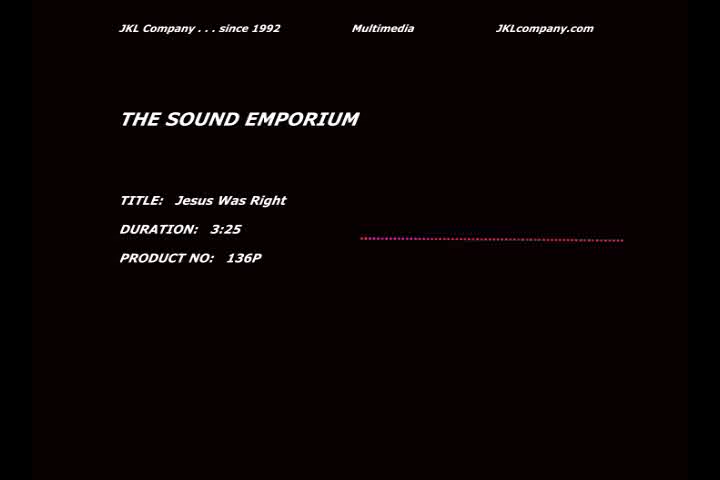 JKL Company . . . since 1992 Multimedia JKLcompany.com
THE SOUND EMPORIUM
TITLE: Jesus Was Right
DURATION: 3:25
PRODUCT NO: 136P